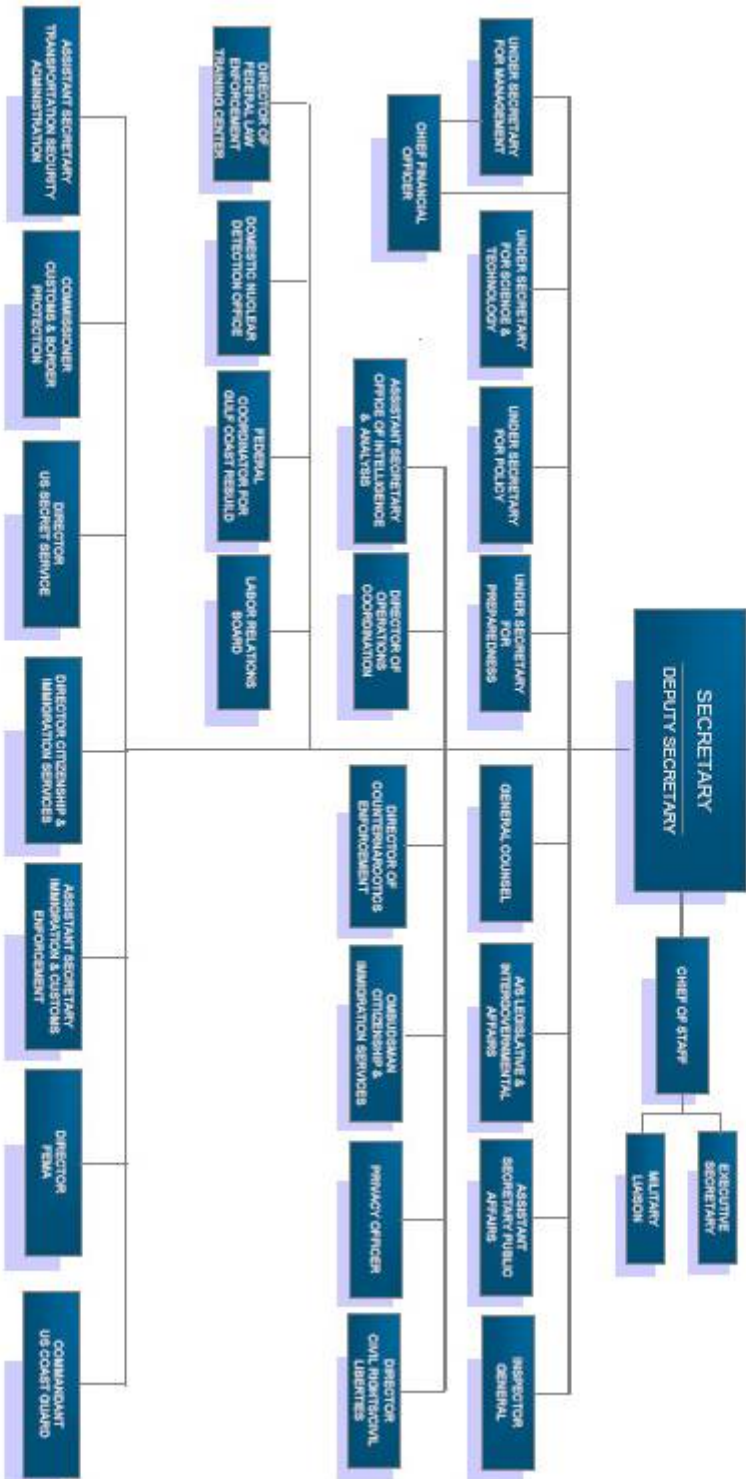 SECRETARY
DEPUTY SECRETARY
CHIEF OF STAFF
EXECUTIVE
SECRETARY
MILITARY
LIAISON
UNDER SECRETARY
FOR MANAGEMENT
UNDER SECRETARY
FOR SCIENCE &
TECHNOLOGY
UNDER SECRETARY
FOR POLICY
UNDER SECRETARY
FOR
PREPAREDNESS
GENERAL COUNSEL
A/S LEGISLATIVE &
INTERGOVERNMENTAL
AFFAIRS
ASSISTANT
SECRETARY PUBLIC
AFFAIRS
INSPECTOR
GENERAL
CHIEF FINANCIAL
OFFICER
ASSISTANT SECRETARY
OFFICE OF INTELLIGENCE
& ANALYSIS
DIRECTOR OF
OPERATIONS
COORDINATION
DIRECTOR OF
COUNTERNARCOTICS
ENFORCEMENT
OMBUDSMAN
CITIZENSHIP &
IMMIGRATION SERVICES
PRIVACY OFFICER
DIRECTOR
CIVIL RIGHTS/CIVIL
LIBERTIES
DIRECTOR OF
FEDERAL LAW
ENFORCEMENT
TRAINING CENTER
DOMESTIC NUCLEAR
DETECTION OFFICE
FEDERAL
COORDINATOR FOR
GULF COAST REBUILD
LABOR RELATIONS
BOARD
ASSISTANT SECRETARY
TRANSPORTATION SECURITY
ADMINISTRATION
COMMISSIONER
CUSTOMS & BORDER
PROTECTION
DIRECTOR
US SECRET SERVICE
DIRECTOR CITIZENSHIP &
IMMIGRATION SERVICES
ASSISTANT SECRETARY
IMMIGRATION & CUSTOMS
ENFORCEMENT
DIRECTOR
FEMA
COMMANDANT
US COAST GUARD